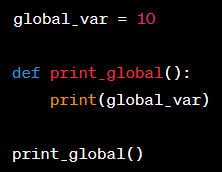 global_var = 10
def print_global():
    print(global_var)
print_global()